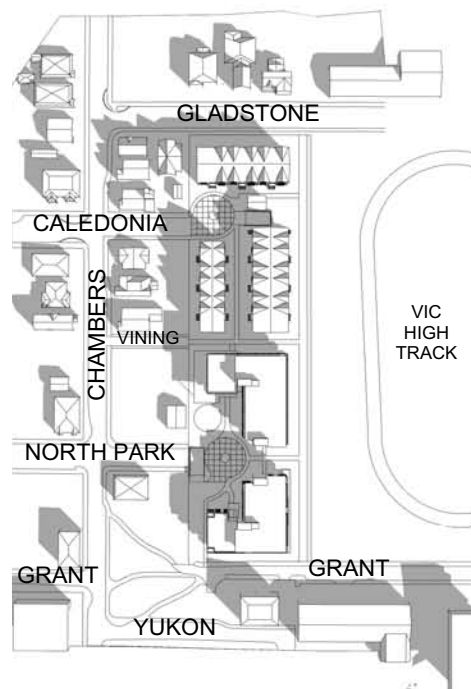 GLADSTONE
CALEDONIA
CHAMBERS
VINING
VIC
HIGH
TRACK
NORTH PARK
GRANT
GRANT
YUKON